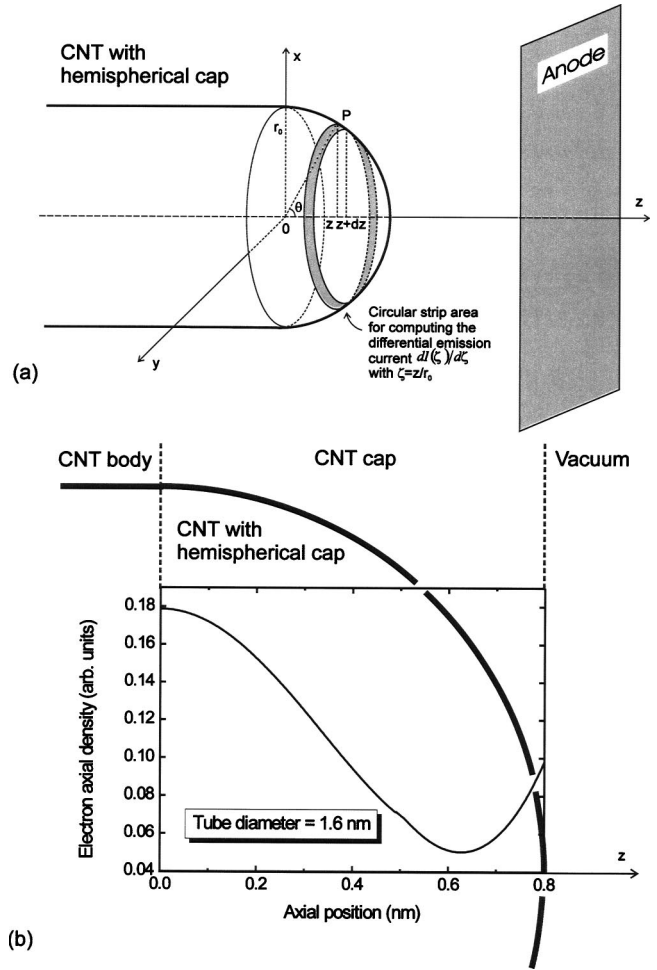 CNT with
hemispherical cap
x
Anode
P
r₀
θ
z
0
z z+dz
Circular strip area
for computing the
differential emission
current dI(ζ)/dζ
with ζ=z/r₀
y
(a)
CNT body
CNT cap
Vacuum
CNT with
hemispherical cap
0.18
0.16
0.14
0.12
0.10
0.08
0.06
0.04
Electron axial density (arb. units)
Tube diameter = 1.6 nm
z
0.0 0.2 0.4 0.6 0.8
Axial position (nm)
(b)